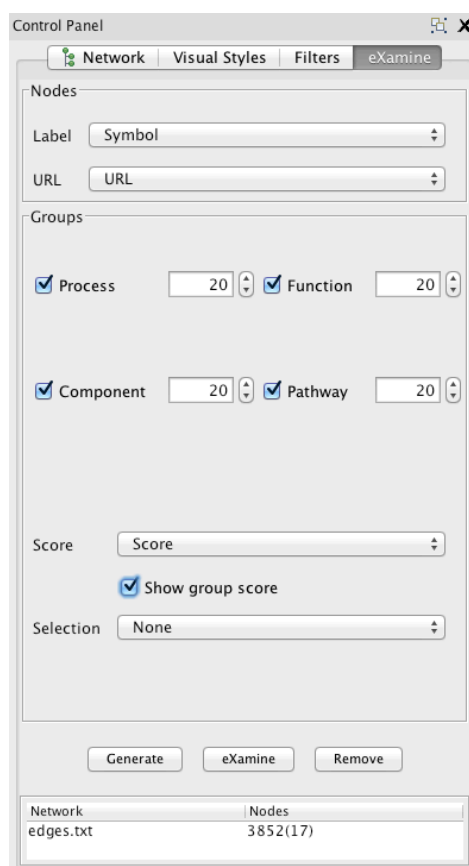 Control Panel
Network Visual Styles Filters eXamine
Nodes
Label Symbol
URL URL
Groups
Process 20 Function 20
Component 20 Pathway 20
Score Score
Show group score
Selection None
Generate eXamine Remove
Network Nodes
edges.txt 3852(17)